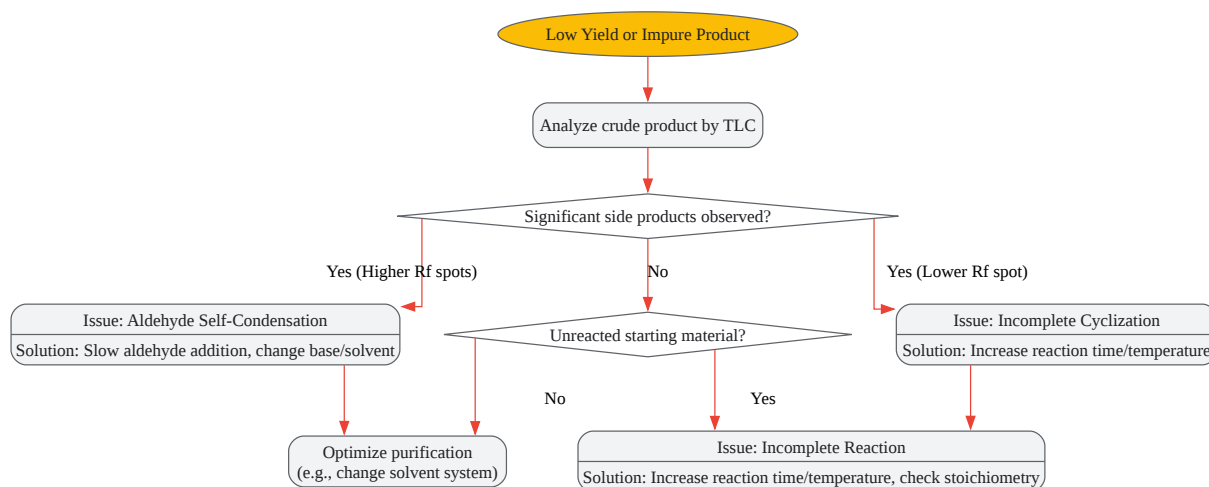 Low Yield or Impure Product
Analyze crude product by TLC
Significant side products observed?
Yes (Higher Rf spots)
No
Yes (Lower Rf spot)
Issue: Aldehyde Self-Condensation
Solution: Slow aldehyde addition, change base/solvent
Unreacted starting material?
Issue: Incomplete Cyclization
Solution: Increase reaction time/temperature
No
Yes
Optimize purification
(e.g., change solvent system)
Issue: Incomplete Reaction
Solution: Increase reaction time/temperature, check stoichiometry